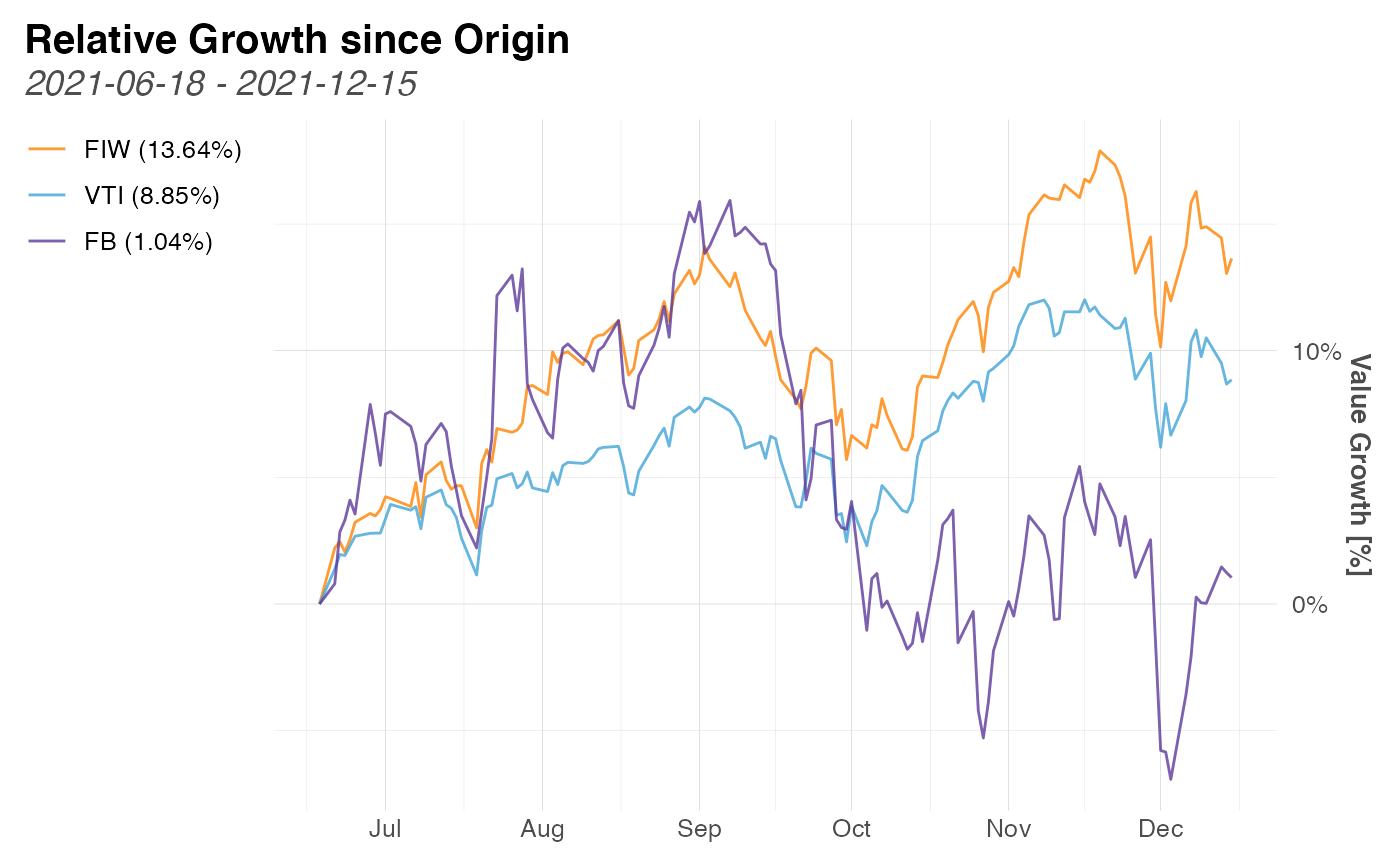 Relative Growth since Origin
2021-06-18 - 2021-12-15
FIW (13.64%)
VTI (8.85%)
FB (1.04%)
10%
0%
Value Growth [%]
Jul Aug Sep Oct Nov Dec